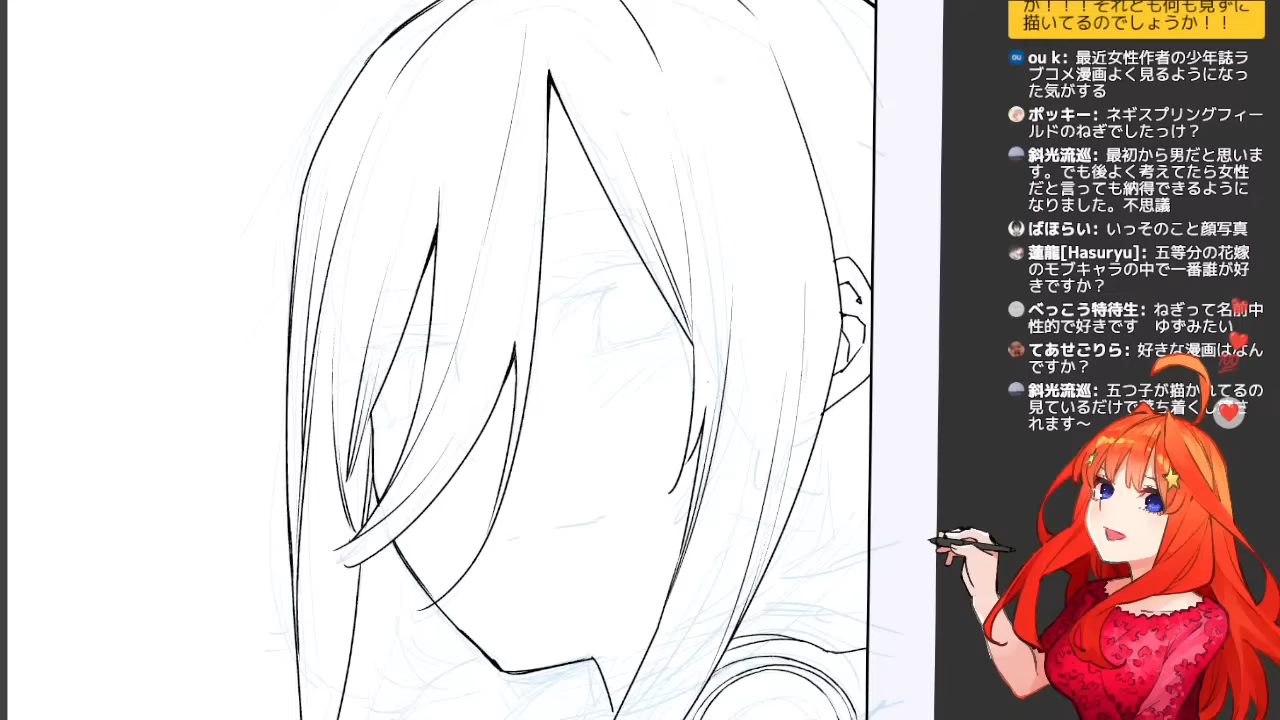 か！！！それとも何も見ずに
描いてるのでしょうか！！
ou k: 最近女性作者の少年誌ラ
ブコメ漫画よく見るようになっ
た気がする
ポッキー: ネギスプリングフィー
ルドのねぎでしたっけ？
斜光流巡: 最初から男だと思いま
す。でも後よく考えてたら女性
だと言っても納得できるように
なりました。不思議
ぱほらい: いっそのこと顔写真
蓮龍[Hasuryu]: 五等分の花嫁
のモブキャラの中で一番誰が好
きですか？
べっこう特待生: ねぎって名前中
性的で好きです　ゆずみたい
てあせごりら: 好きな漫画はなん
ですか？
斜光流巡: 五つ子が描かれてるの
見ているだけで落ち着くし
れます〜